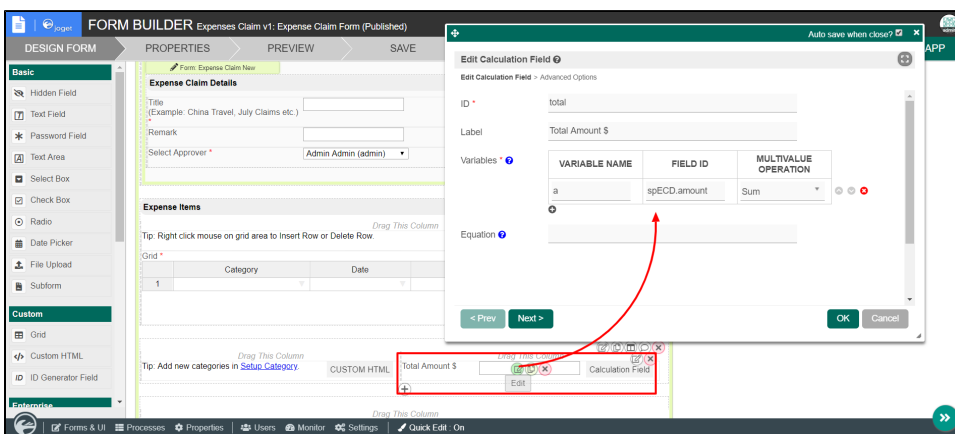 joget
FORM BUILDER Expenses Claim v1: Expense Claim Form (Published)
admin
DESIGN FORM
PROPERTIES
PREVIEW
SAVE
APP
Basic
Hidden Field
Text Field
Password Field
Text Area
Select Box
Check Box
Radio
Date Picker
File Upload
Subform
Custom
Grid
Custom HTML
ID Generator Field
Enterprise
Form: Expense Claim New
Expense Claim Details
Title
(Example: China Travel, July Claims etc.)
*
Remark
Select Approver *
Admin Admin (admin)
Expense Items
Drag This Column
Tip: Right click mouse on grid area to Insert Row or Delete Row.
Grid *
Category
Date
1
Drag This Column
Tip: Add new categories in Setup Category.
CUSTOM HTML
Drag This Column
Total Amount $
Calculation Field
Edit
Drag This Column
Auto save when close?
Edit Calculation Field
Edit Calculation Field > Advanced Options
ID *
total
Label
Total Amount $
Variables *
VARIABLE NAME
FIELD ID
MULTIVALUE OPERATION
a
spECD.amount
Sum
Equation
< Prev
Next >
OK
Cancel
Forms & UI
Processes
Properties
Users
Monitor
Settings
Quick Edit : On